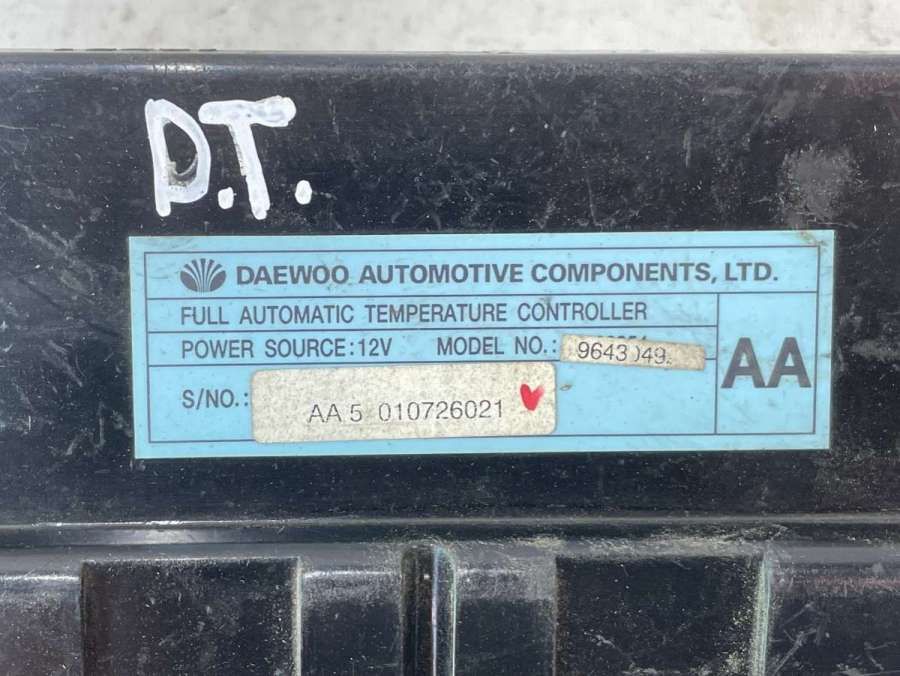 D.T.
DAEWOO AUTOMOTIVE COMPONENTS, LTD.
FULL AUTOMATIC TEMPERATURE CONTROLLER
POWER SOURCE:12V MODEL NO.:
S/NO.: AA 5 010726021
AA